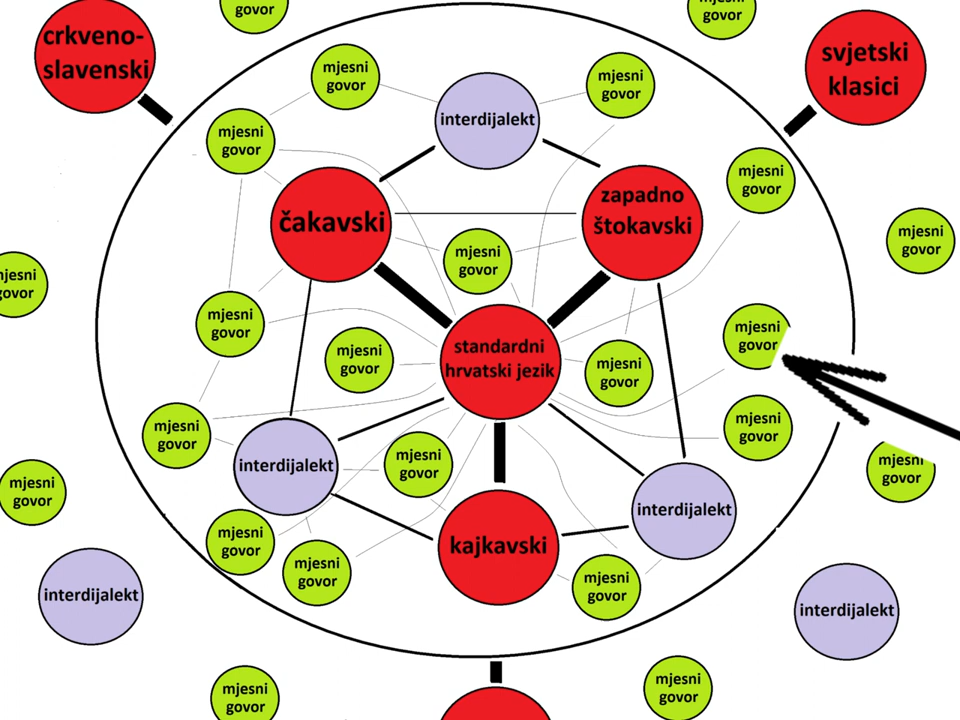 govor
mjesni
govor
crkveno-
slavenski
svjetski
klasici
mjesni
govor
mjesni
govor
interdijalekt
mjesni
govor
mjesni
govor
čakavski
zapadno
štokavski
mjesni
govor
mjesni
govor
mjesni
govor
mjesni
govor
mjesni
govor
standardni
hrvatski jezik
mjesni
govor
mjesni
govor
mjesni
govor
mjesni
govor
mjesni
govor
interdijalekt
mjesni
govor
mjesni
govor
mjesni
govor
interdijalekt
mjesni
govor
kajkavski
mjesni
govor
mjesni
govor
interdijalekt
interdijalekt
mjesni
govor
mjesni
govor